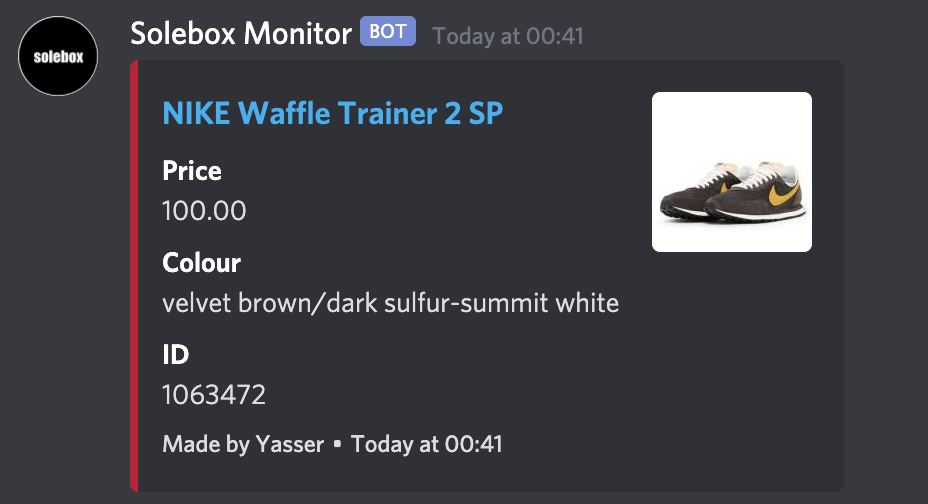 solebox
Solebox Monitor BOT Today at 00:41
NIKE Waffle Trainer 2 SP
Price
100.00
Colour
velvet brown/dark sulfur-summit white
ID
1063472
Made by Yasser • Today at 00:41